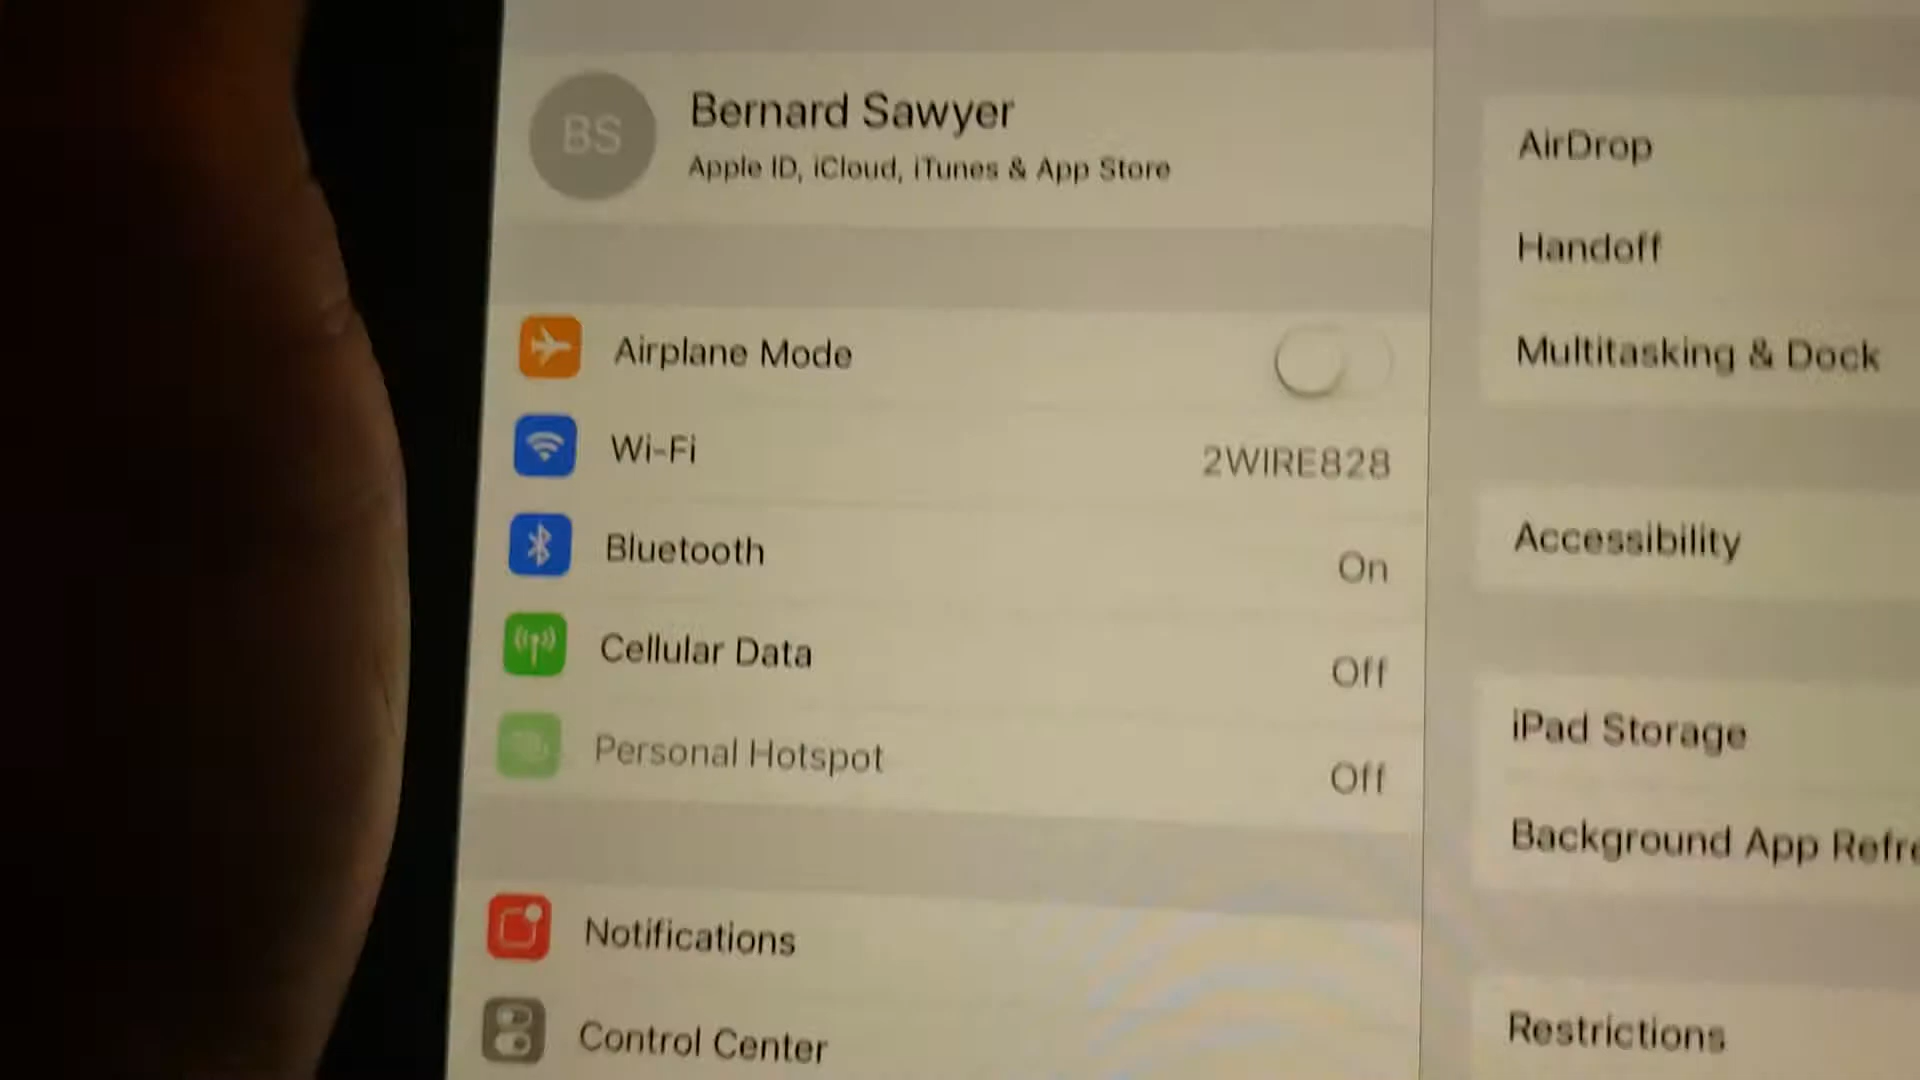 BS
Bernard Sawyer
Apple ID, iCloud, iTunes & App Store
Airplane Mode
Wi-Fi 2WIRE828
Bluetooth On
Cellular Data Off
Personal Hotspot Off
Notifications
Control Center
AirDrop
Handoff
Multitasking & Dock
Accessibility
iPad Storage
Background App Refre
Restrictions